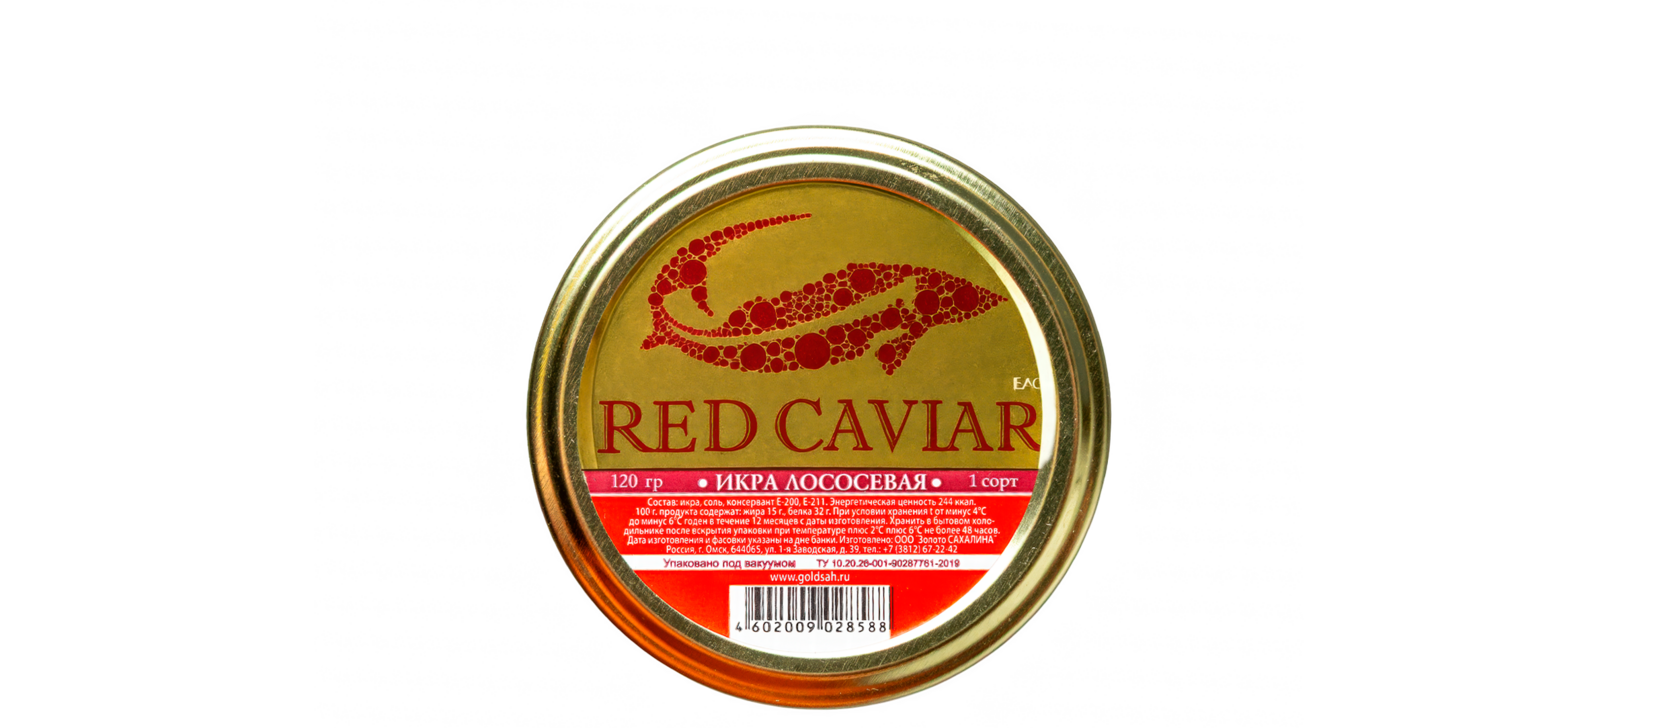 EAC
RED CAVIAR
120 гр • ИКРА ЛОСОСЕВАЯ • 1 сорт
Состав: икра, соль, консервант Е-200, Е-211. Энергетическая ценность 244 ккал.
100 г. продукта содержат: жира 15 г., белка 32 г. При условии хранения t от минус 4°С
до минус 6°С годен в течение 12 месяцев с даты изготовления. Хранить в бытовом холо-
дильнике после вскрытия упаковки при температуре плюс 2°С плюс 6°С не более 48 часов.
Дата изготовления и фасовки указаны на дне банки. Изготовлено: ООО "Золото САХАЛИНА"
Россия, г. Омск, 644065, ул. 1-я Заводская, д. 39, тел.: +7 (3812) 67-22-42
Упаковано под вакуумом ТУ 10.20.26-001-90287761-2019
www.goldsah.ru
4 602009 028588